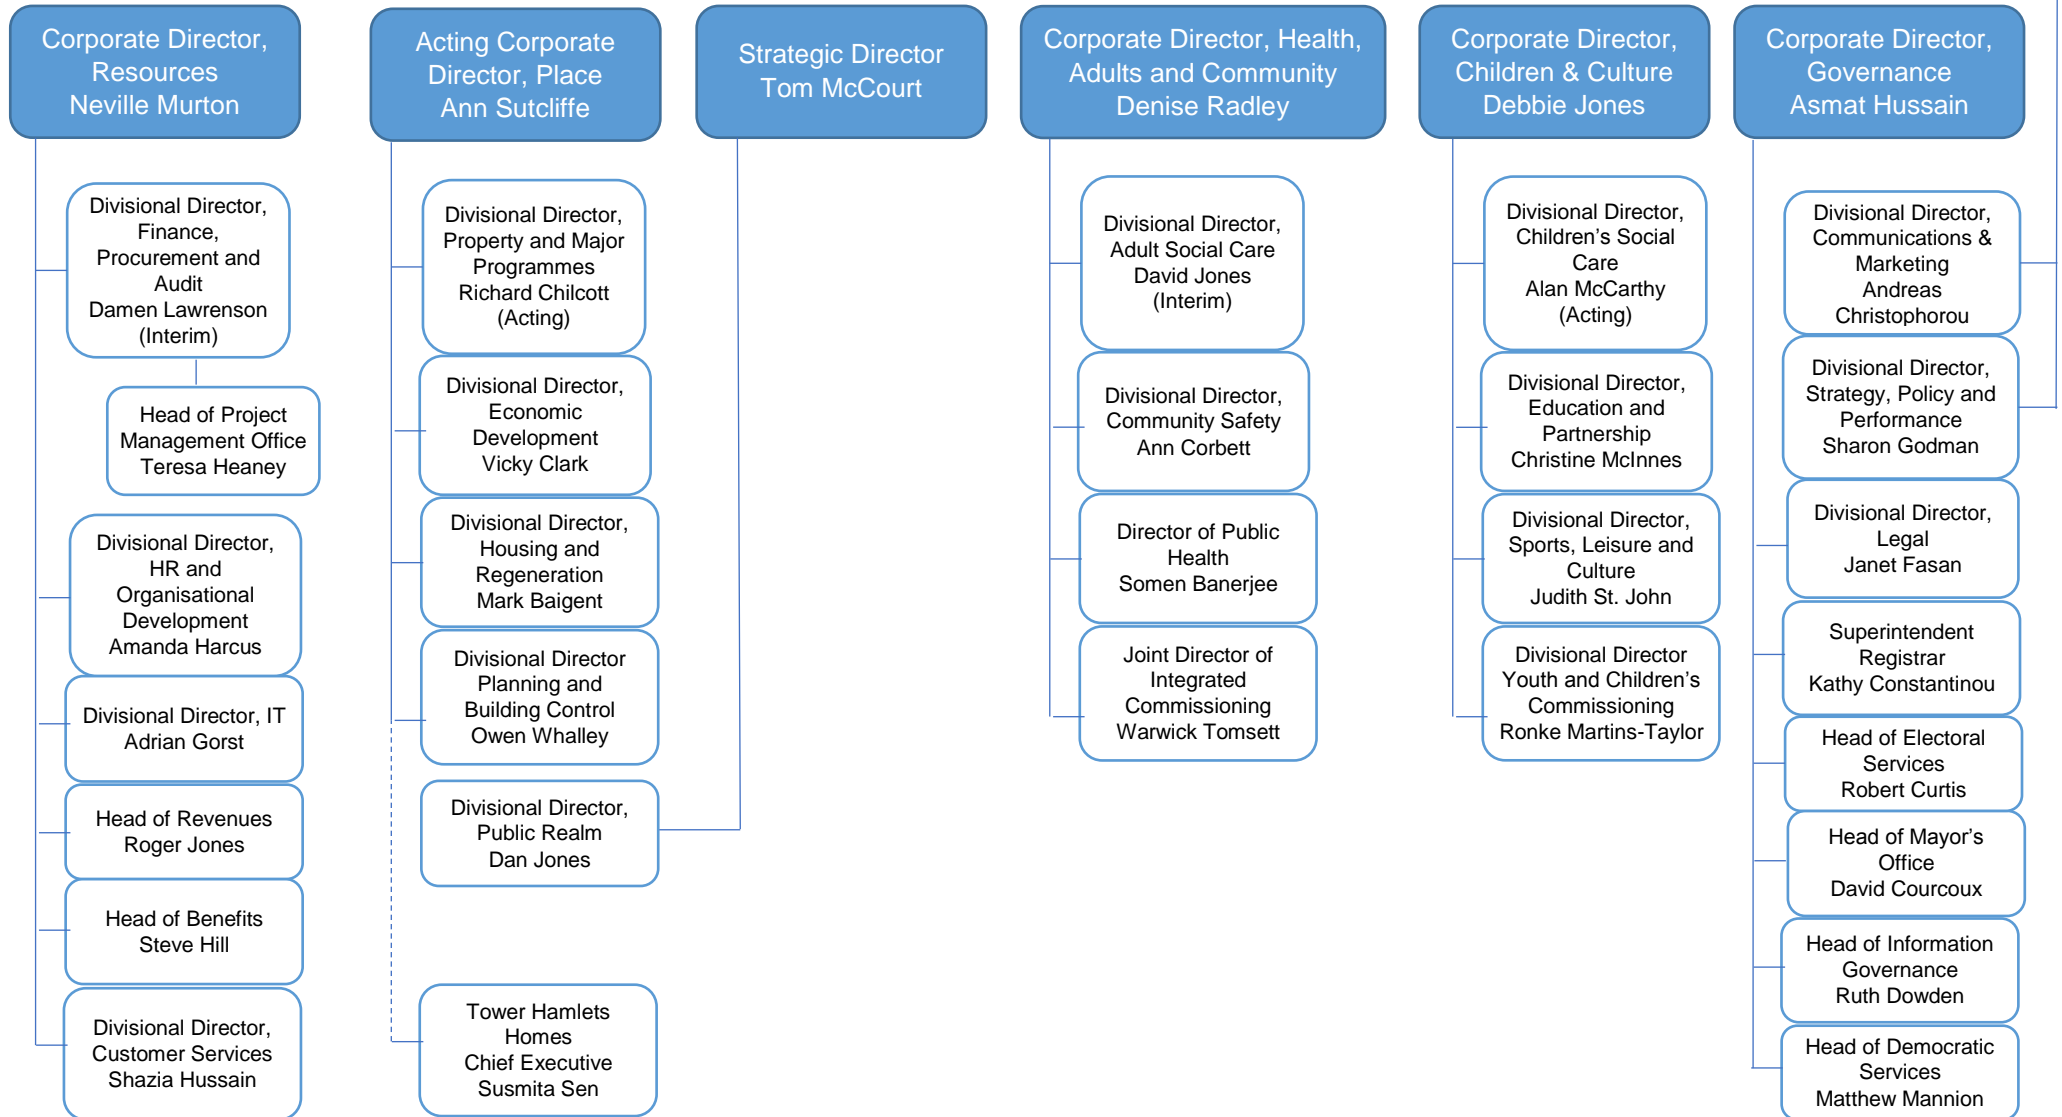 Corporate Director,
Resources
Neville Murton
Divisional Director,
Finance,
Procurement and
Audit
Damen Lawrenson
(Interim)
Head of Project
Management Office
Teresa Heaney
Divisional Director,
HR and
Organisational
Development
Amanda Harcus
Divisional Director, IT
Adrian Gorst
Head of Revenues
Roger Jones
Head of Benefits
Steve Hill
Divisional Director,
Customer Services
Shazia Hussain
Acting Corporate
Director, Place
Ann Sutcliffe
Divisional Director,
Property and Major
Programmes
Richard Chilcott
(Acting)
Divisional Director,
Economic
Development
Vicky Clark
Divisional Director,
Housing and
Regeneration
Mark Baigent
Divisional Director
Planning and
Building Control
Owen Whalley
Divisional Director,
Public Realm
Dan Jones
Tower Hamlets
Homes
Chief Executive
Susmita Sen
Strategic Director
Tom McCourt
Corporate Director, Health,
Adults and Community
Denise Radley
Divisional Director,
Adult Social Care
David Jones
(Interim)
Divisional Director,
Community Safety
Ann Corbett
Director of Public
Health
Somen Banerjee
Joint Director of
Integrated
Commissioning
Warwick Tomsett
Corporate Director,
Children & Culture
Debbie Jones
Divisional Director,
Children’s Social
Care
Alan McCarthy
(Acting)
Divisional Director,
Education and
Partnership
Christine McInnes
Divisional Director,
Sports, Leisure and
Culture
Judith St. John
Divisional Director
Youth and Children’s
Commissioning
Ronke Martins-Taylor
Corporate Director,
Governance
Asmat Hussain
Divisional Director,
Communications &
Marketing
Andreas
Christophorou
Divisional Director,
Strategy, Policy and
Performance
Sharon Godman
Divisional Director,
Legal
Janet Fasan
Superintendent
Registrar
Kathy Constantinou
Head of Electoral
Services
Robert Curtis
Head of Mayor’s
Office
David Courcoux
Head of Information
Governance
Ruth Dowden
Head of Democratic
Services
Matthew Mannion